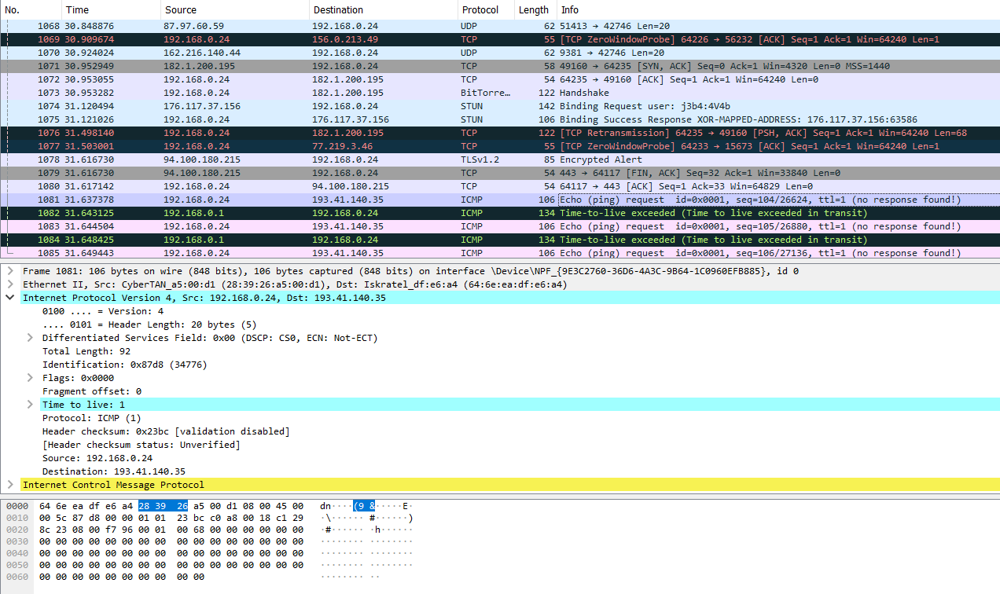 No. Time Source Destination Protocol Length Info
1068 30.848876 87.97.60.59 192.168.0.24 UDP 62 51413 → 42746 Len=20
1069 30.909674 192.168.0.24 156.0.213.49 TCP 55 [TCP ZeroWindowProbe] 64226 → 56232 [ACK] Seq=1 Ack=1 Win=64240 Len=1
1070 30.924024 162.216.140.44 192.168.0.24 UDP 62 9381 → 42746 Len=20
1071 30.952949 182.1.200.195 192.168.0.24 TCP 58 49160 → 64235 [SYN, ACK] Seq=0 Ack=1 Win=4320 Len=0 MSS=1440
1072 30.953055 192.168.0.24 182.1.200.195 TCP 54 64235 → 49160 [ACK] Seq=1 Ack=1 Win=64240 Len=0
1073 30.953282 192.168.0.24 182.1.200.195 BitTorre… 122 Handshake
1074 31.120494 176.117.37.156 192.168.0.24 STUN 142 Binding Request user: j3b4:4V4b
1075 31.121026 192.168.0.24 176.117.37.156 STUN 106 Binding Success Response XOR-MAPPED-ADDRESS: 176.117.37.156:63586
1076 31.498140 192.168.0.24 182.1.200.195 TCP 122 [TCP Retransmission] 64235 → 49160 [PSH, ACK] Seq=1 Ack=1 Win=64240 Len=68
1077 31.503001 192.168.0.24 77.219.3.46 TCP 55 [TCP ZeroWindowProbe] 64233 → 15673 [ACK] Seq=1 Ack=1 Win=64240 Len=1
1078 31.616730 94.100.180.215 192.168.0.24 TLSv1.2 85 Encrypted Alert
1079 31.616730 94.100.180.215 192.168.0.24 TCP 54 443 → 64117 [FIN, ACK] Seq=32 Ack=1 Win=33840 Len=0
1080 31.617142 192.168.0.24 94.100.180.215 TCP 54 64117 → 443 [ACK] Seq=1 Ack=33 Win=64829 Len=0
1081 31.637378 192.168.0.24 193.41.140.35 ICMP 106 Echo (ping) request id=0x0001, seq=104/26624, ttl=1 (no response found!)
1082 31.643125 192.168.0.1 192.168.0.24 ICMP 134 Time-to-live exceeded (Time to live exceeded in transit)
1083 31.644504 192.168.0.24 193.41.140.35 ICMP 106 Echo (ping) request id=0x0001, seq=105/26880, ttl=1 (no response found!)
1084 31.648425 192.168.0.1 192.168.0.24 ICMP 134 Time-to-live exceeded (Time to live exceeded in transit)
1085 31.649443 192.168.0.24 193.41.140.35 ICMP 106 Echo (ping) request id=0x0001, seq=106/27136, ttl=1 (no response found!)
Frame 1081: 106 bytes on wire (848 bits), 106 bytes captured (848 bits) on interface \Device\NPF_{9E3C2760-36D6-4A3C-9B64-1C0960EFB885}, id 0
Ethernet II, Src: CyberTAN_a5:00:d1 (28:39:26:a5:00:d1), Dst: Iskratel_df:e6:a4 (64:6e:ea:df:e6:a4)
Internet Protocol Version 4, Src: 192.168.0.24, Dst: 193.41.140.35
0100 .... = Version: 4
.... 0101 = Header Length: 20 bytes (5)
Differentiated Services Field: 0x00 (DSCP: CS0, ECN: Not-ECT)
Total Length: 92
Identification: 0x87d8 (34776)
Flags: 0x0000
Fragment offset: 0
Time to live: 1
Protocol: ICMP (1)
Header checksum: 0x23bc [validation disabled]
[Header checksum status: Unverified]
Source: 192.168.0.24
Destination: 193.41.140.35
Internet Control Message Protocol
0000 64 6e ea df e6 a4 28 39 26 a5 00 d1 08 00 45 00 dn····(9 &·····E·
0010 00 5c 87 d8 00 00 01 01 23 bc c0 a8 00 18 c1 29 ·\······ #······)
0020 8c 23 08 00 f7 96 00 01 00 68 00 00 00 00 00 00 ·#······ ·h······
0030 00 00 00 00 00 00 00 00 00 00 00 00 00 00 00 00 ········ ········
0040 00 00 00 00 00 00 00 00 00 00 00 00 00 00 00 00 ········ ········
0050 00 00 00 00 00 00 00 00 00 00 00 00 00 00 00 00 ········ ········
0060 00 00 00 00 00 00 00 00 00 00 ········ ··